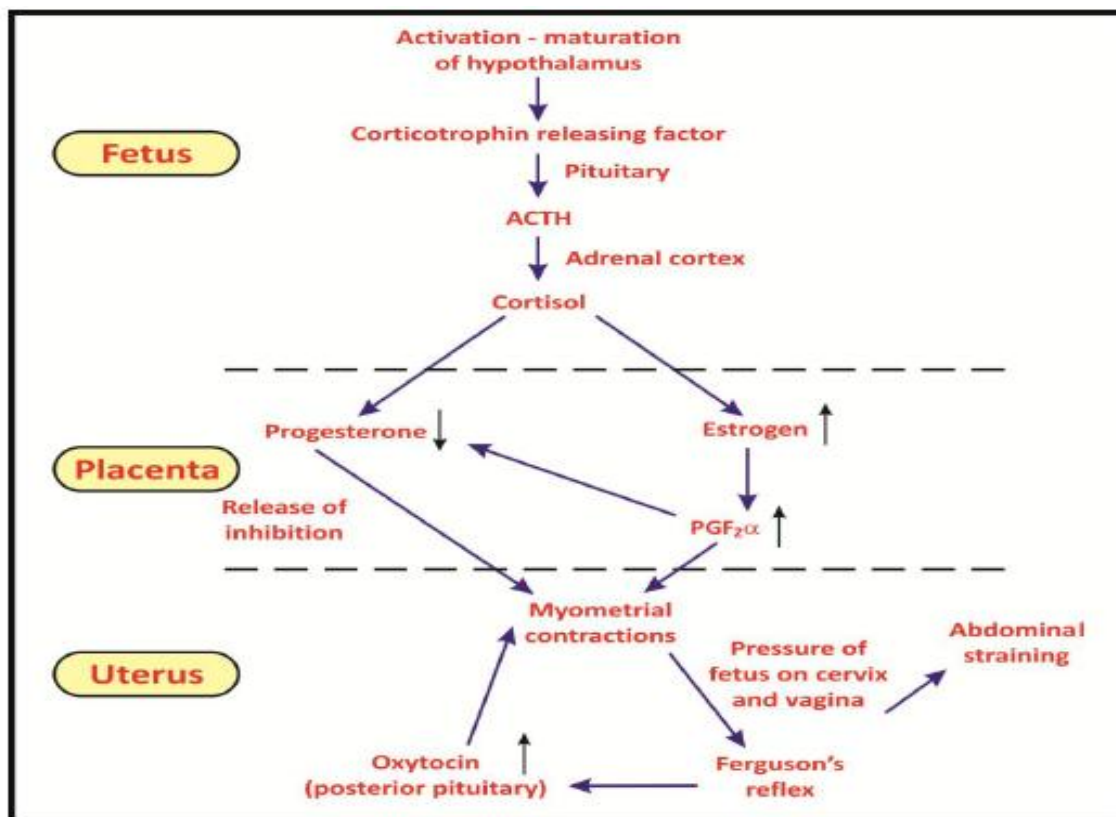 Activation - maturation
of hypothalamus
Corticotrophin releasing factor
Fetus
Pituitary
ACTH
Adrenal cortex
Cortisol
Progesterone
Estrogen
Placenta
Release of
inhibition
PGF₂α
Myometrial
contractions
Pressure of
fetus on cervix
and vagina
Abdominal
straining
Uterus
Oxytocin
(posterior pituitary)
Ferguson's
reflex